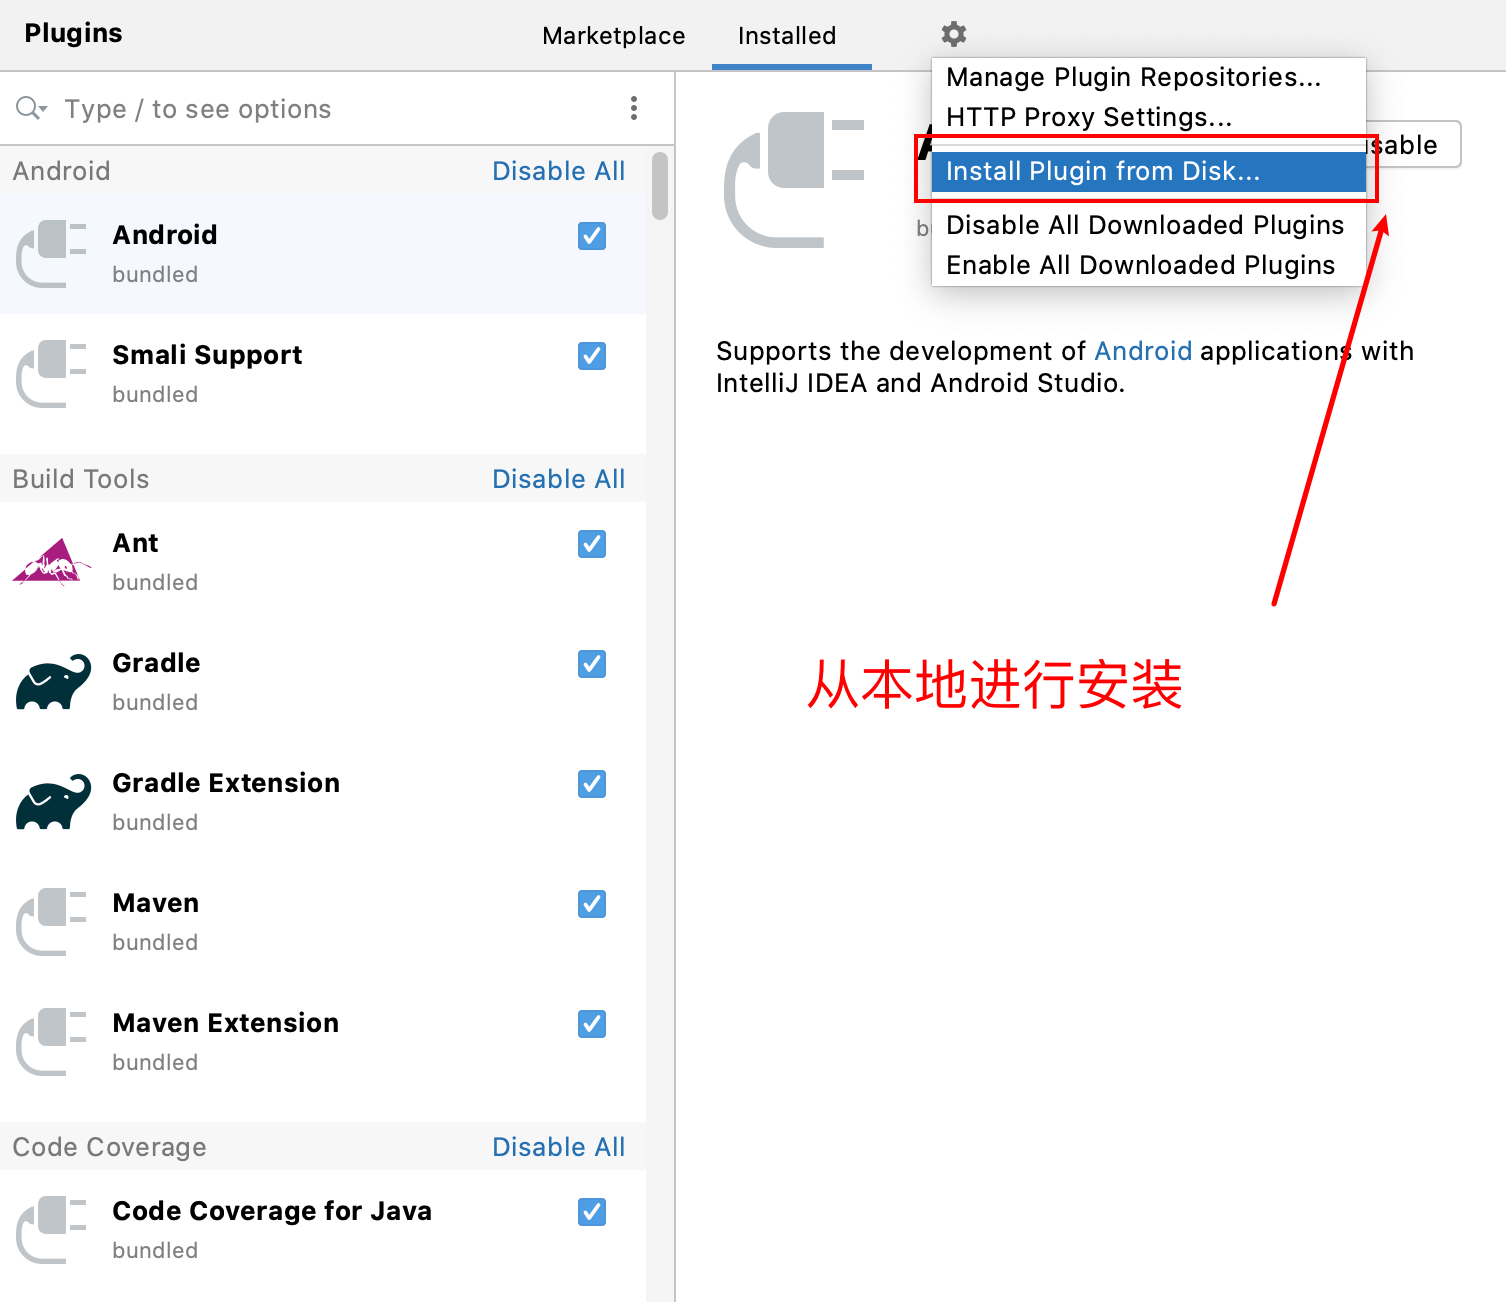 Plugins
Marketplace
Installed
Type / to see options
Manage Plugin Repositories...
HTTP Proxy Settings...
Install Plugin from Disk...
Disable All Downloaded Plugins
Enable All Downloaded Plugins
Android Disable All
Android
bundled
Smali Support
bundled
Supports the development of Android applications with
IntelliJ IDEA and Android Studio.
Build Tools Disable All
Ant
bundled
Gradle
bundled
从本地进行安装
Gradle Extension
bundled
Maven
bundled
Maven Extension
bundled
Code Coverage Disable All
Code Coverage for Java
bundled